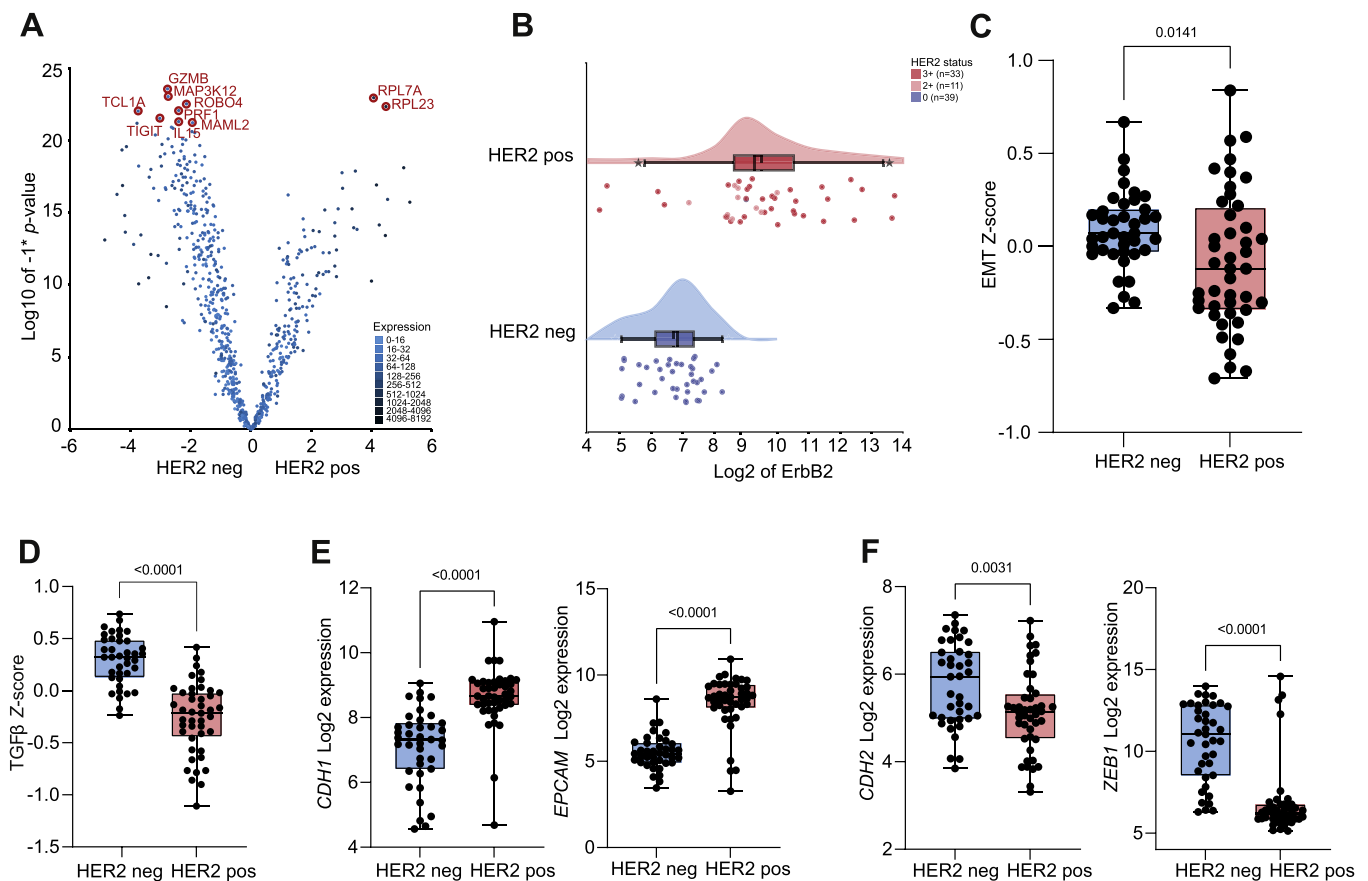 A
25
20
15
10
5
0
Log10 of -1* p-value
GZMB
MAP3K12
TCL1A
ROBO4
PRF1
TIGIT
IL15
MAML2
RPL7A
RPL23
Expression
0-16
16-32
32-64
64-128
128-256
256-512
512-1024
1024-2048
2048-4096
4096-8192
-6 -4 -2 0 2 4 6
HER2 neg HER2 pos
B
HER2 status
3+ (n=33)
2+ (n=11)
0 (n=39)
HER2 pos
HER2 neg
4 5 6 7 8 9 10 11 12 13 14
Log2 of ErbB2
C
0.0141
1.0
0.5
0.0
-0.5
-1.0
EMT Z-score
HER2 neg HER2 pos
D
<0.0001
1.0
0.5
0.0
-0.5
-1.0
-1.5
TGFβ Z-score
HER2 neg HER2 pos
E
<0.0001
12
10
8
6
4
CDH1 Log2 expression
HER2 neg HER2 pos
<0.0001
15
10
5
0
EPCAM Log2 expression
HER2 neg HER2 pos
F
0.0031
8
6
4
2
CDH2 Log2 expression
HER2 neg HER2 pos
<0.0001
20
15
10
5
ZEB1 Log2 expression
HER2 neg HER2 pos